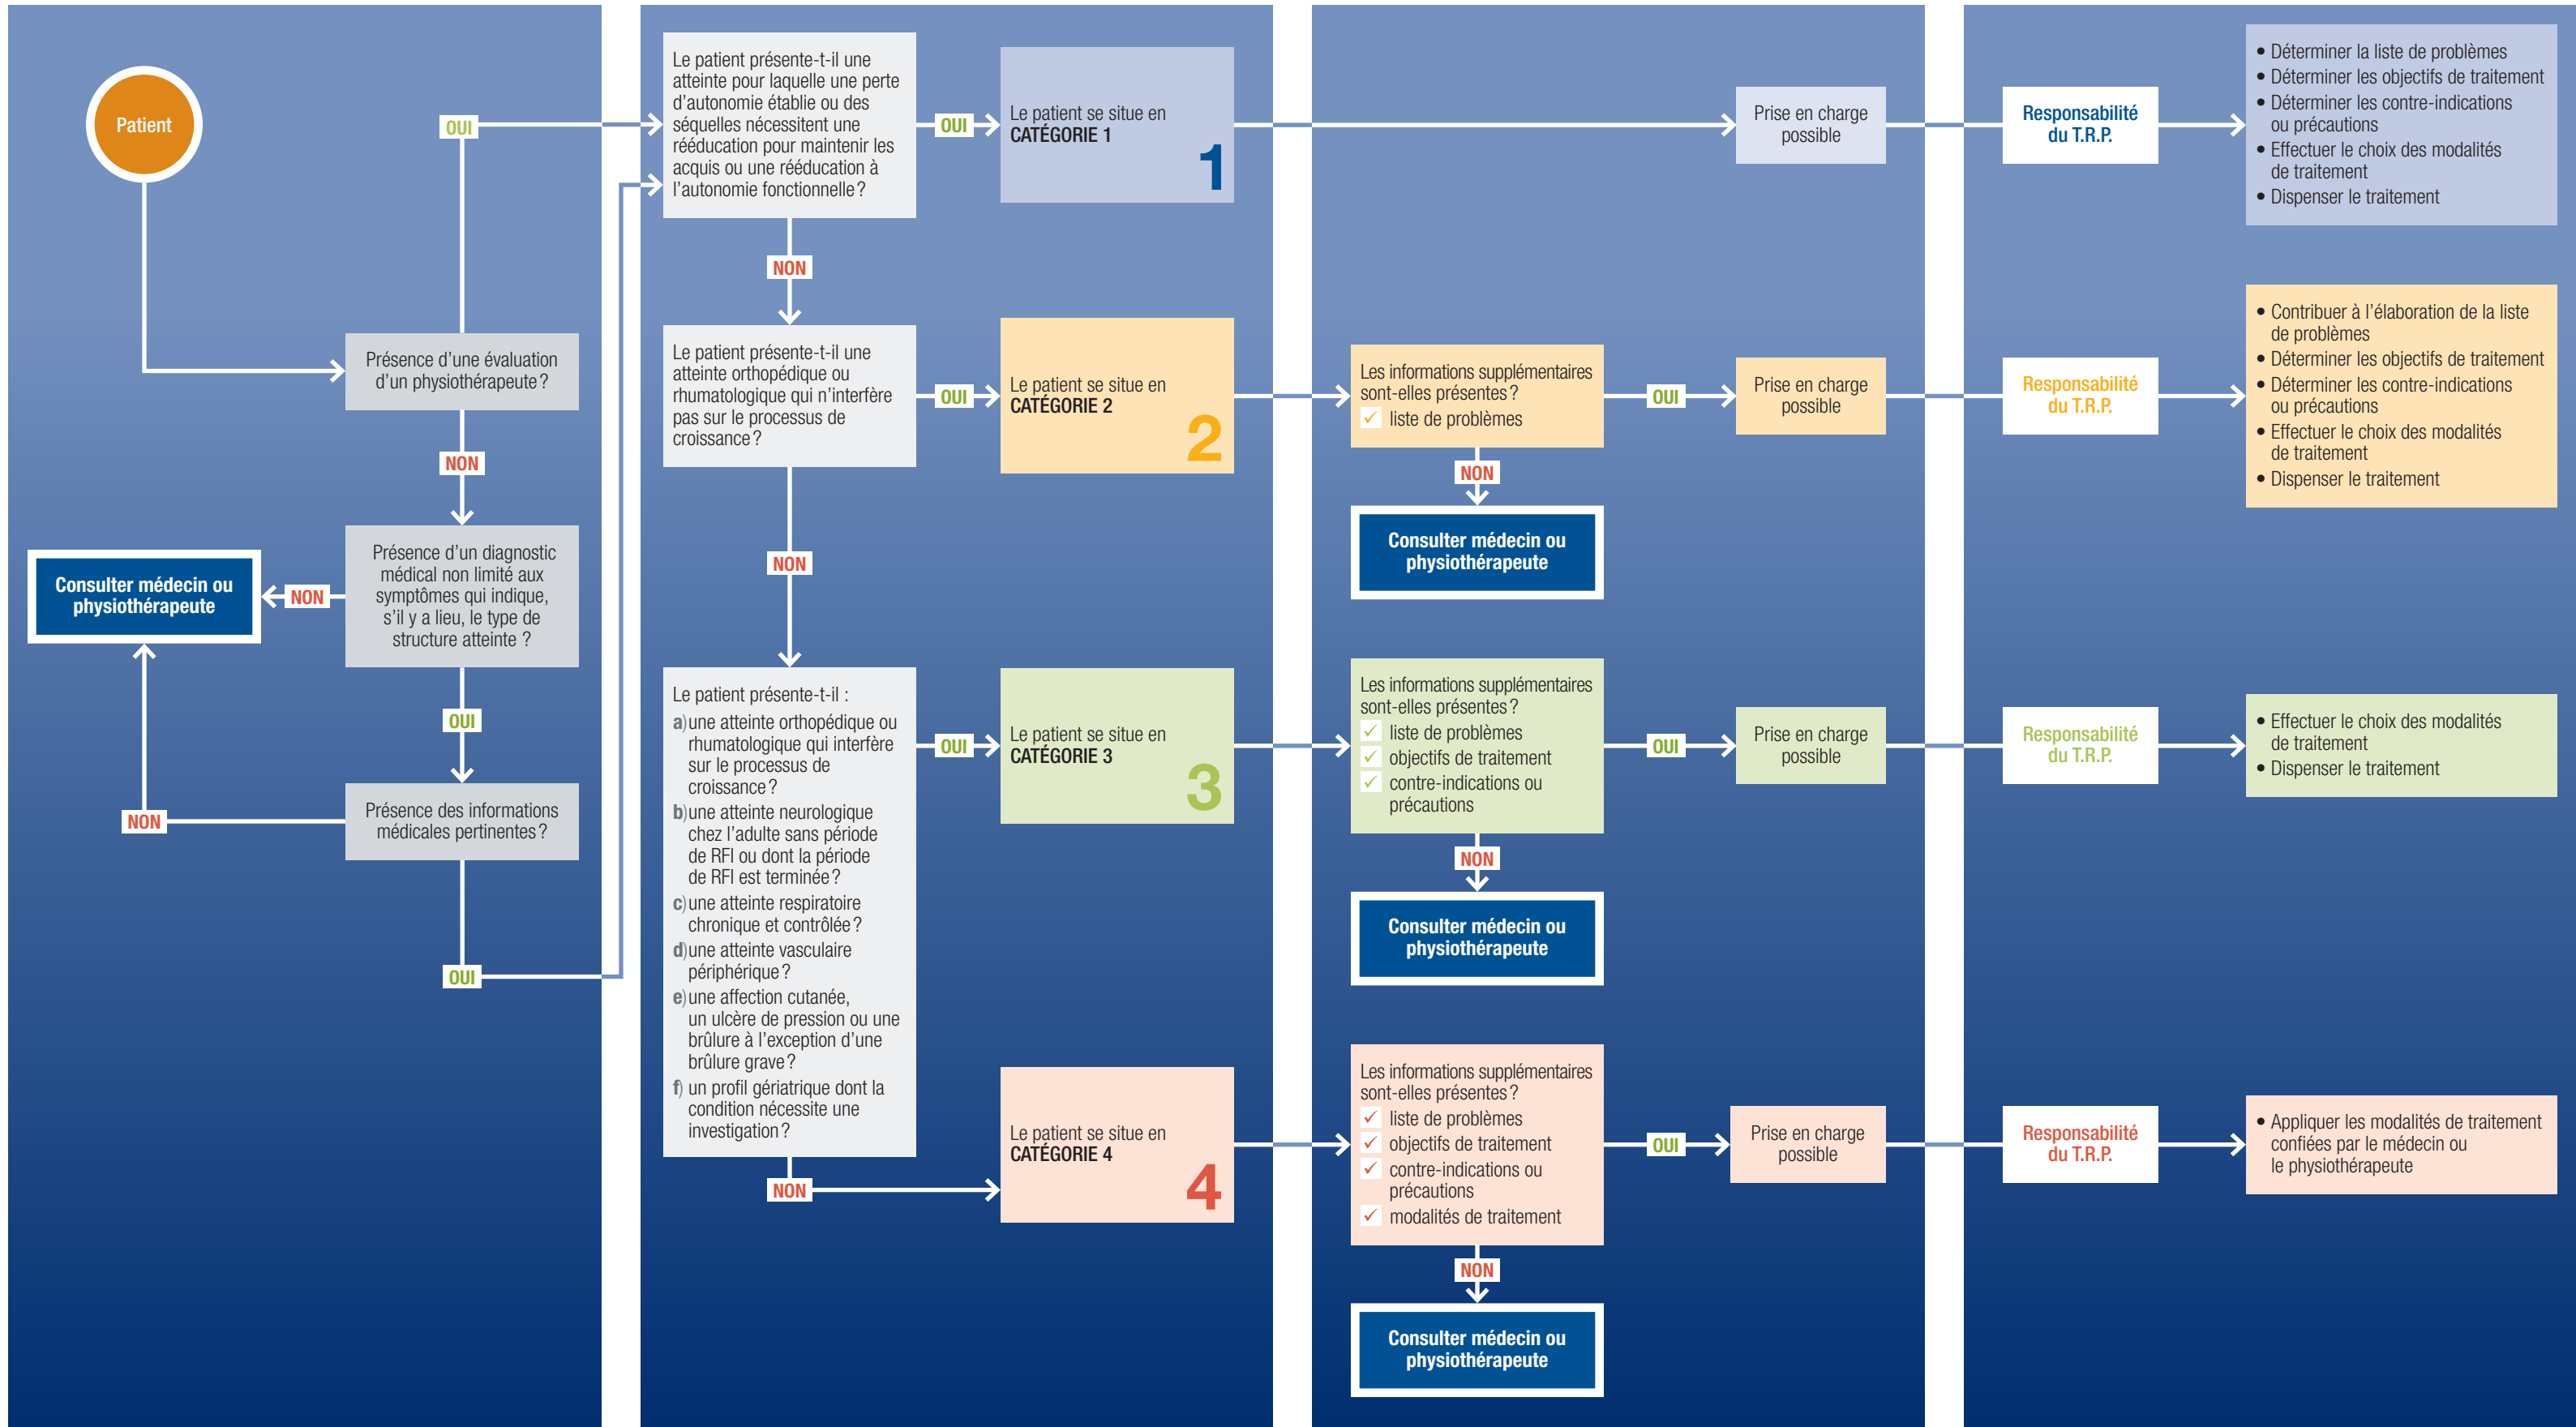 Patient
OUI
Présence d'une évaluation
d'un physiothérapeute ?
NON
Présence d'un diagnostic
médical non limité aux
symptômes qui indique,
s'il y a lieu, le type de
structure atteinte ?
NON
Consulter médecin ou
physiothérapeute
OUI
Présence des informations
médicales pertinentes ?
NON
OUI
Le patient présente-t-il une
atteinte pour laquelle une perte
d'autonomie établie ou des
séquelles nécessitent une
rééducation pour maintenir les
acquis ou une rééducation à
l'autonomie fonctionnelle ?
OUI
Le patient se situe en
CATÉGORIE 1
1
NON
Le patient présente-t-il une
atteinte orthopédique ou
rhumatologique qui n'interfère
pas sur le processus de
croissance ?
OUI
Le patient se situe en
CATÉGORIE 2
2
NON
Le patient présente-t-il :
a) une atteinte orthopédique ou
rhumatologique qui interfère
sur le processus de
croissance ?
b) une atteinte neurologique
chez l'adulte sans période
de RFI ou dont la période
de RFI est terminée ?
c) une atteinte respiratoire
chronique et contrôlée ?
d) une atteinte vasculaire
périphérique ?
e) une affection cutanée,
un ulcère de pression ou une
brûlure à l'exception d'une
brûlure grave ?
f) un profil gériatrique dont la
condition nécessite une
investigation ?
OUI
Le patient se situe en
CATÉGORIE 3
3
NON
Le patient se situe en
CATÉGORIE 4
4
Prise en charge
possible
Les informations supplémentaires
sont-elles présentes ?
✓ liste de problèmes
OUI
Prise en charge
possible
NON
Consulter médecin ou
physiothérapeute
Les informations supplémentaires
sont-elles présentes ?
✓ liste de problèmes
✓ objectifs de traitement
✓ contre-indications ou
précautions
OUI
Prise en charge
possible
NON
Consulter médecin ou
physiothérapeute
Les informations supplémentaires
sont-elles présentes ?
✓ liste de problèmes
✓ objectifs de traitement
✓ contre-indications ou
précautions
✓ modalités de traitement
OUI
Prise en charge
possible
NON
Consulter médecin ou
physiothérapeute
Responsabilité
du T.R.P.
• Déterminer la liste de problèmes
• Déterminer les objectifs de traitement
• Déterminer les contre-indications
ou précautions
• Effectuer le choix des modalités
de traitement
• Dispenser le traitement
Responsabilité
du T.R.P.
• Contribuer à l'élaboration de la liste
de problèmes
• Déterminer les objectifs de traitement
• Déterminer les contre-indications
ou précautions
• Effectuer le choix des modalités
de traitement
• Dispenser le traitement
Responsabilité
du T.R.P.
• Effectuer le choix des modalités
de traitement
• Dispenser le traitement
Responsabilité
du T.R.P.
• Appliquer les modalités de traitement
confiées par le médecin ou
le physiothérapeute